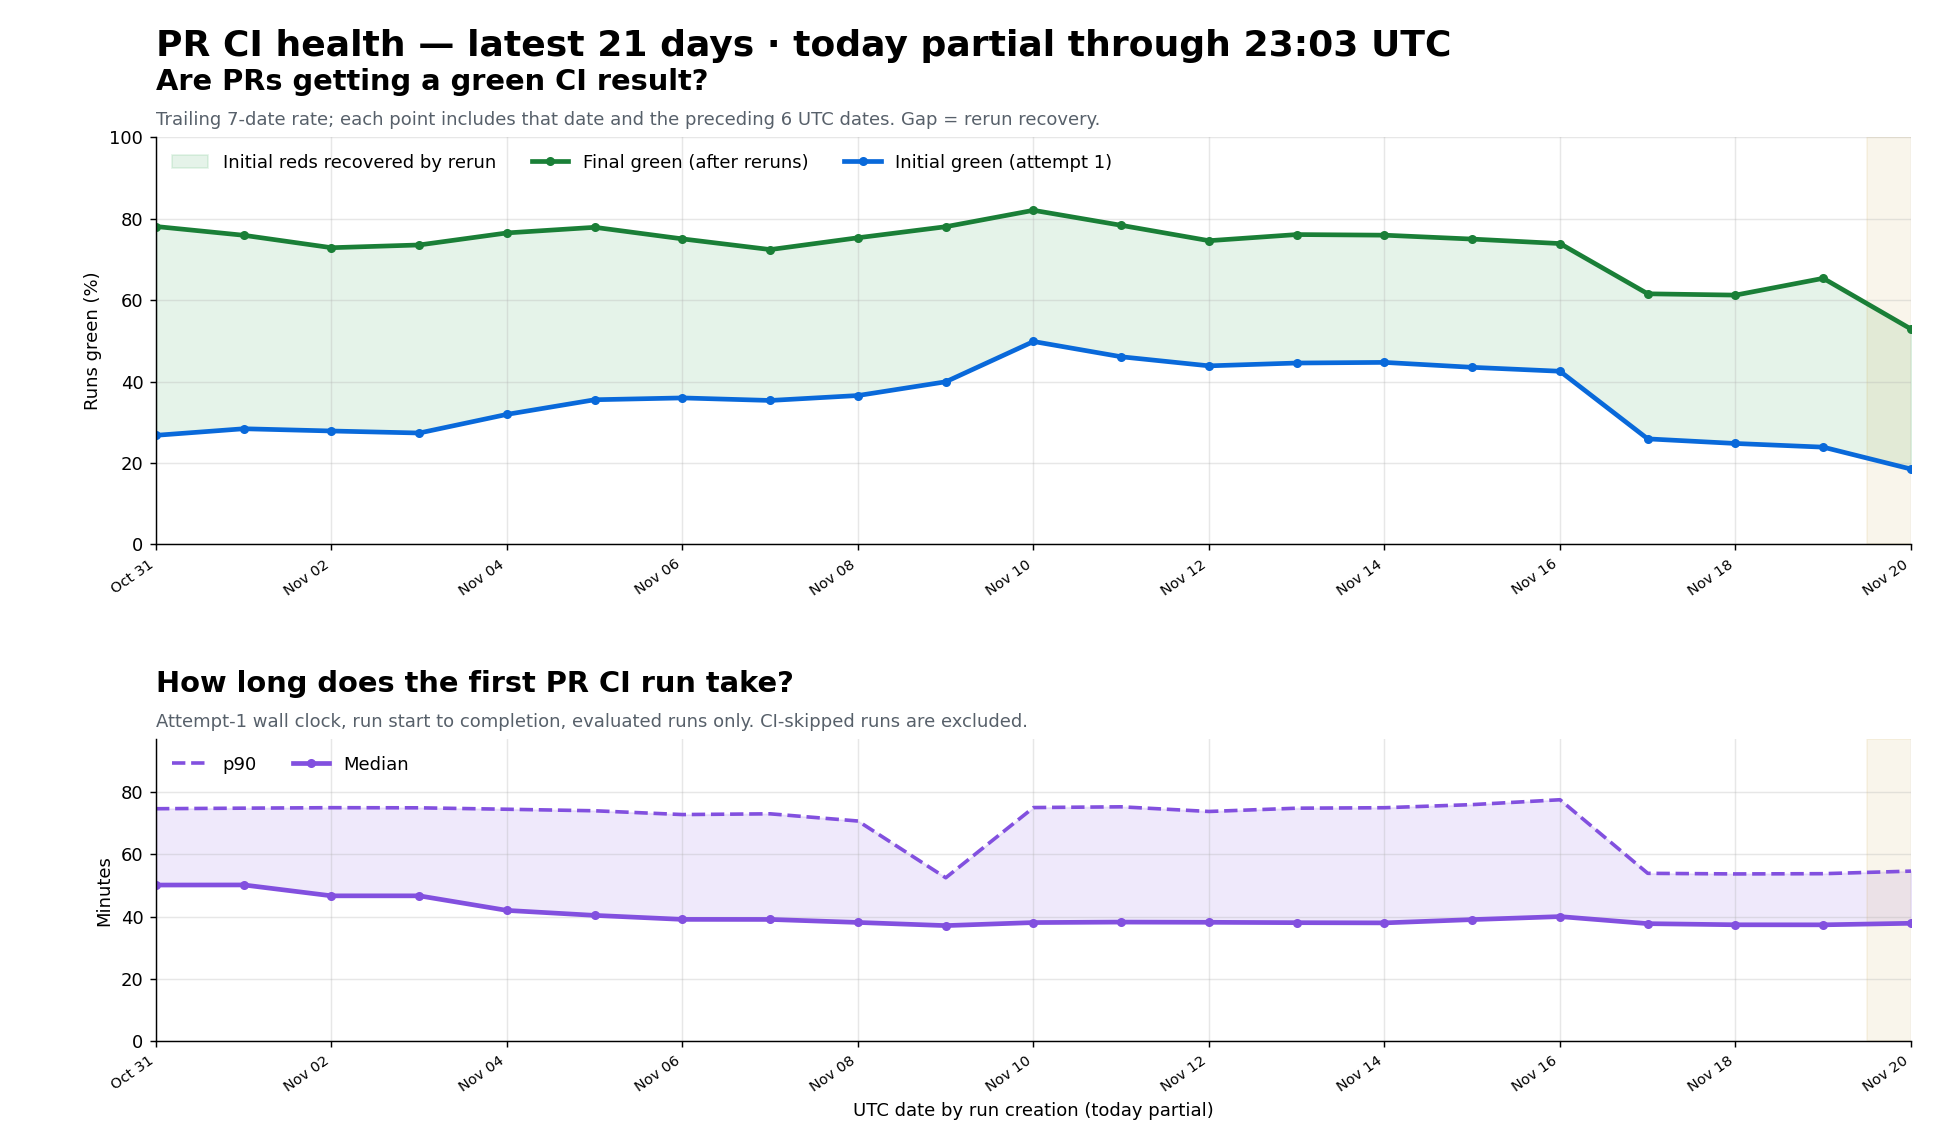 PR CI health — latest 21 days · today partial through 23:03 UTC
Are PRs getting a green CI result?
Trailing 7-date rate; each point includes that date and the preceding 6 UTC dates. Gap = rerun recovery.
Initial reds recovered by rerun
Final green (after reruns)
Initial green (attempt 1)
Runs green (%)
100
80
60
40
20
0
Oct 31
Nov 02
Nov 04
Nov 06
Nov 08
Nov 10
Nov 12
Nov 14
Nov 16
Nov 18
Nov 20
How long does the first PR CI run take?
Attempt-1 wall clock, run start to completion, evaluated runs only. CI-skipped runs are excluded.
p90
Median
Minutes
80
60
40
20
0
Oct 31
Nov 02
Nov 04
Nov 06
Nov 08
Nov 10
Nov 12
Nov 14
Nov 16
Nov 18
Nov 20
UTC date by run creation (today partial)